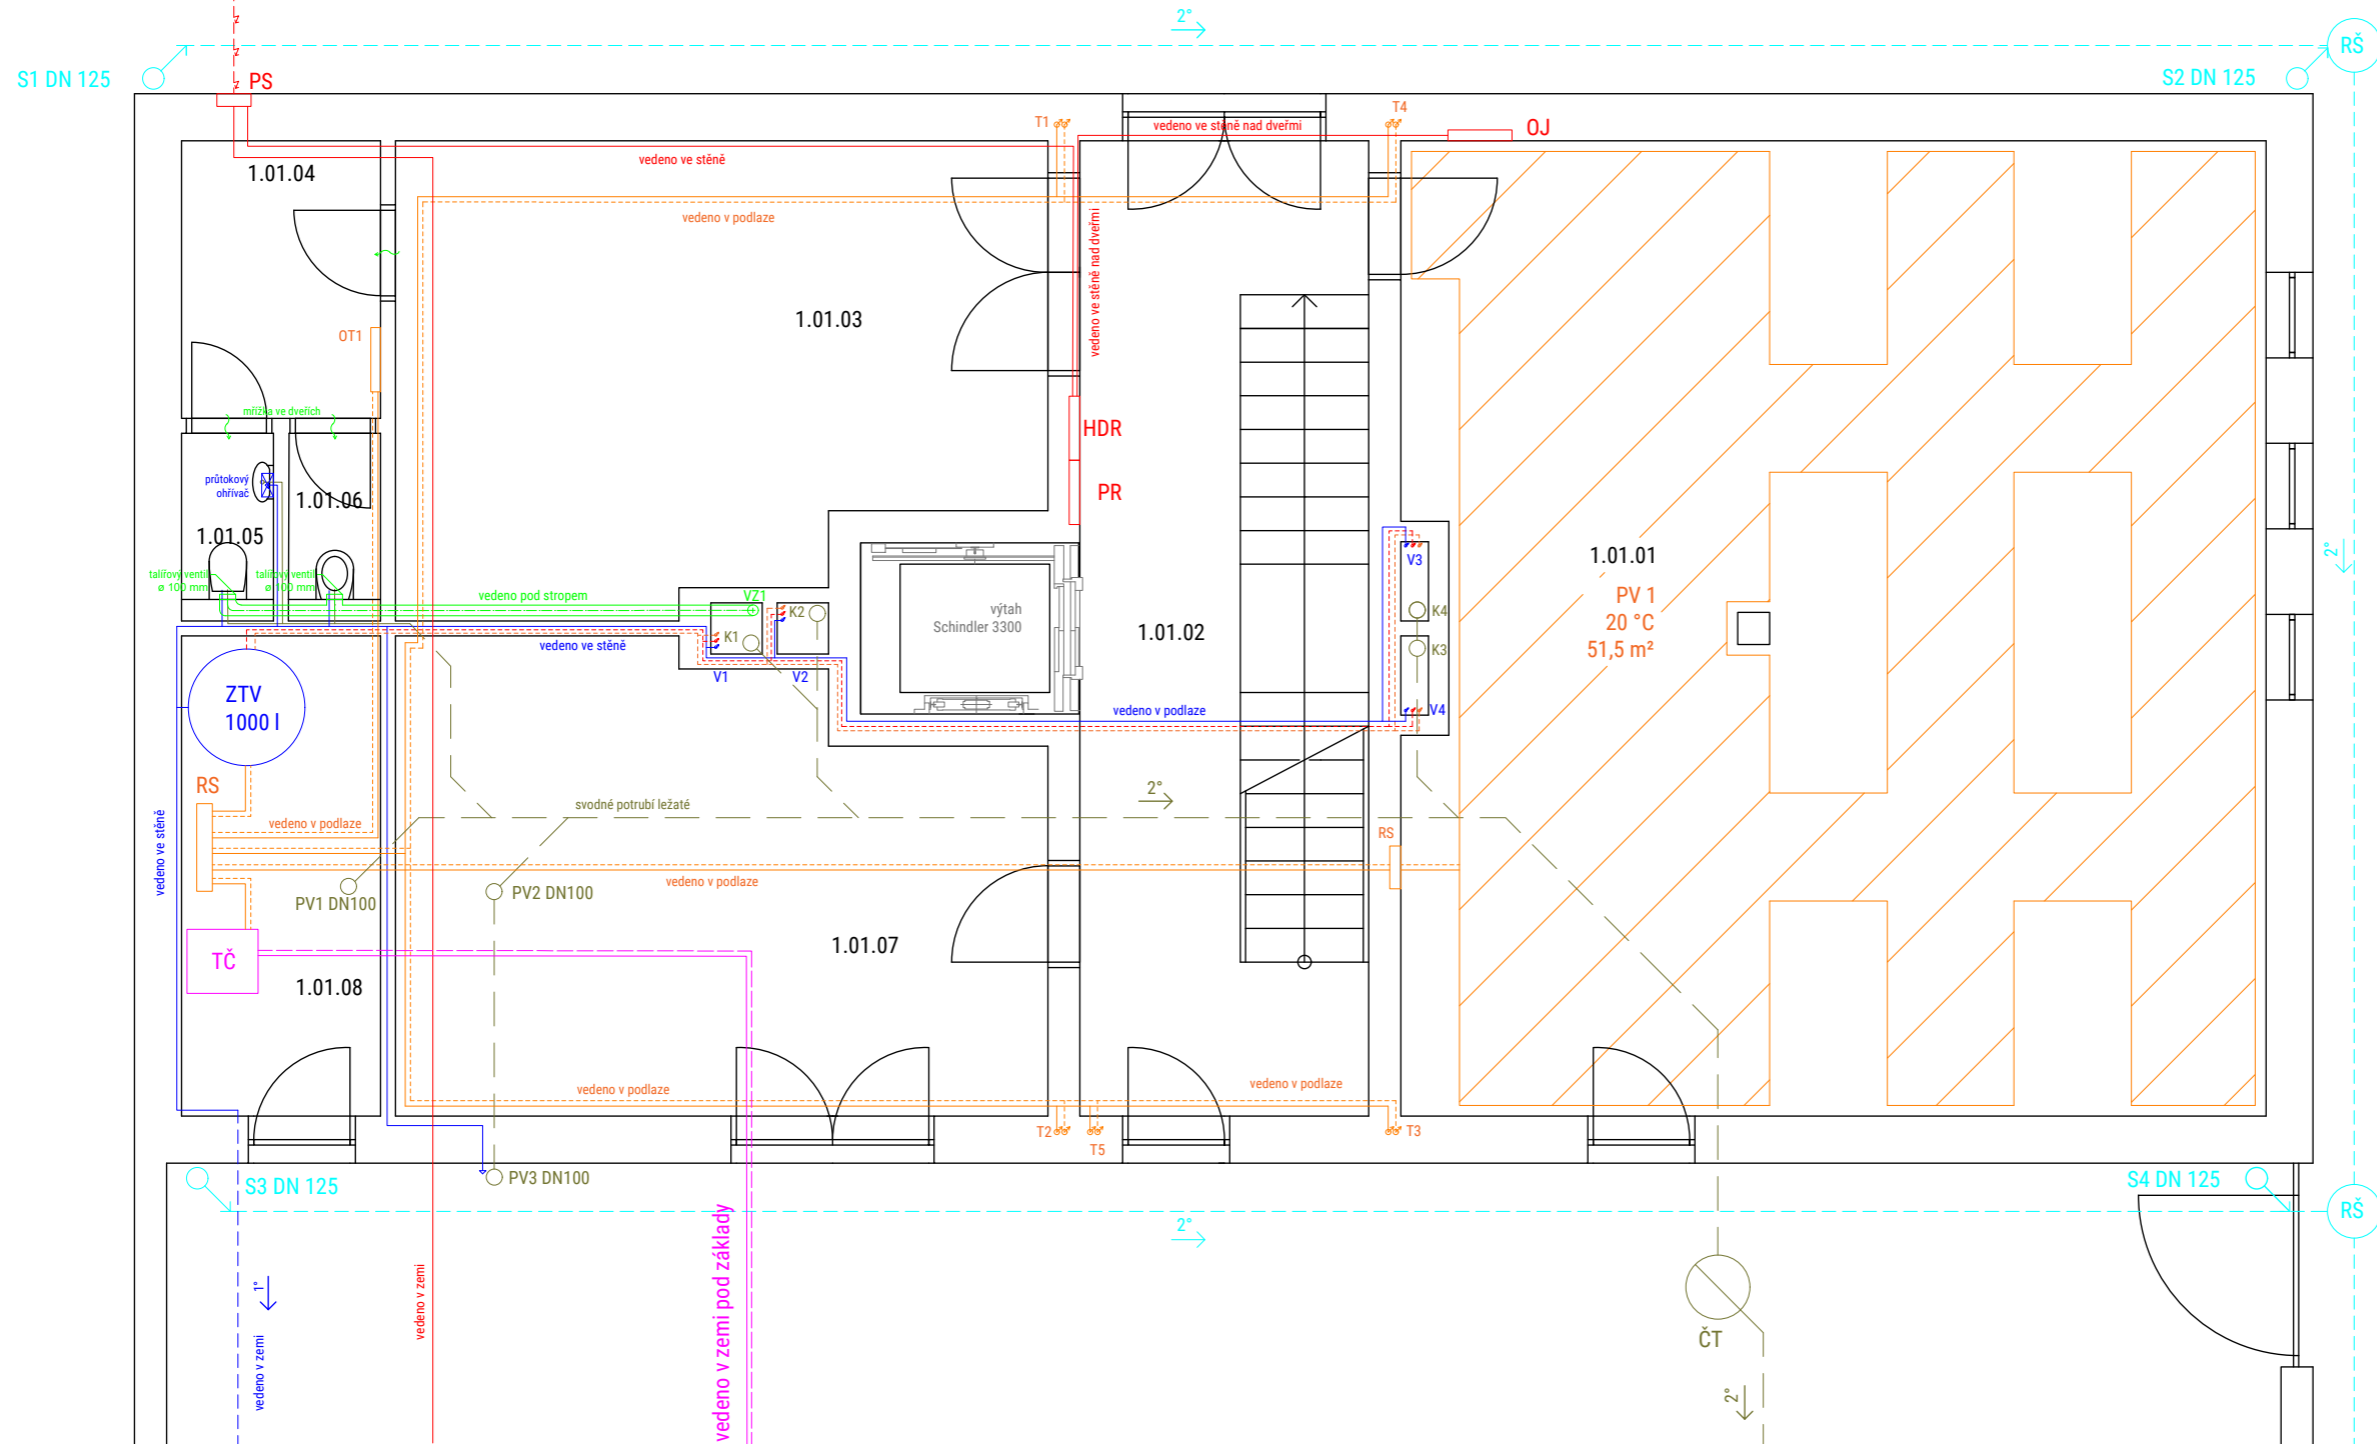 2°
RŠ
S1 DN 125
PS
S2 DN 125
T1
vedeno ve stěně nad dveřmi
T4
OJ
vedeno ve stěně
1.01.04
vedeno v podlaze
vedeno ve stěně nad dveřmi
1.01.03
OT1
mřížka ve dveřích
HDR
průtokový
ohřívač
1.01.06
PR
1.01.05
1.01.01
V3
2°
talířový ventil
ø 100 mm
talířový ventil
ø 100 mm
vedeno pod stropem
VZ1
K2
výtah
Schindler 3300
K4
PV 1
20 °C
51,5 m²
K1
1.01.02
vedeno ve stěně
K3
V1
V2
ZTV
1000 l
vedeno v podlaze
V4
RS
2°
svodné potrubí ležaté
vedeno ve stěně
vedeno v podlaze
RS
vedeno v podlaze
PV1 DN100
PV2 DN100
TČ
1.01.07
1.01.08
vedeno v podlaze
vedeno v podlaze
T2
T5
T3
PV3 DN100
S3 DN 125
S4 DN 125
RŠ
2°
vedeno v zemi pod základy
1°
vedeno v zemi
vedeno v zemi
ČT
2°